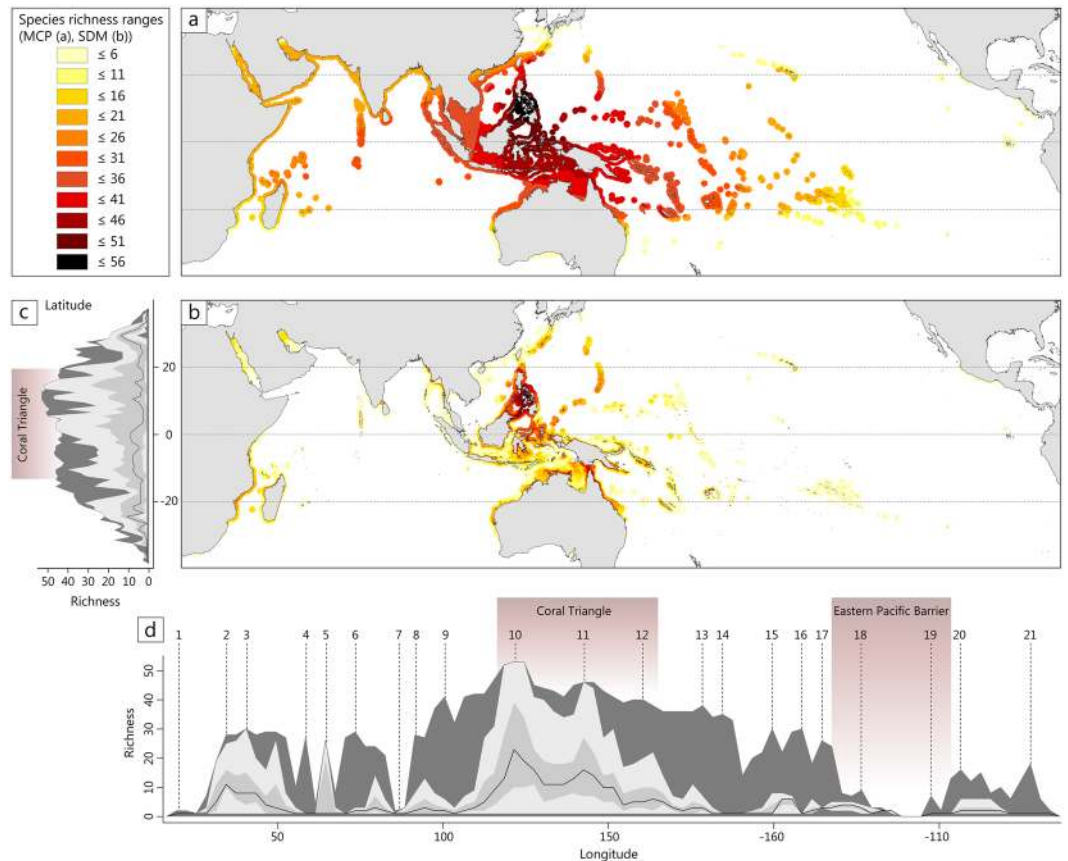 Species richness ranges
(MCP (a), SDM (b))
≤ 6
≤ 11
≤ 16
≤ 21
≤ 26
≤ 31
≤ 36
≤ 41
≤ 46
≤ 51
≤ 56
a
c
Latitude
Coral Triangle
20
0
-20
50 40 30 20 10 0
Richness
b
d
Coral Triangle
Eastern Pacific Barrier
1 2 3 4 5 6 7 8 9 10 11 12 13 14 15 16 17 18 19 20 21
Richness
50
40
30
20
10
0
50 100 150 -160 -110
Longitude